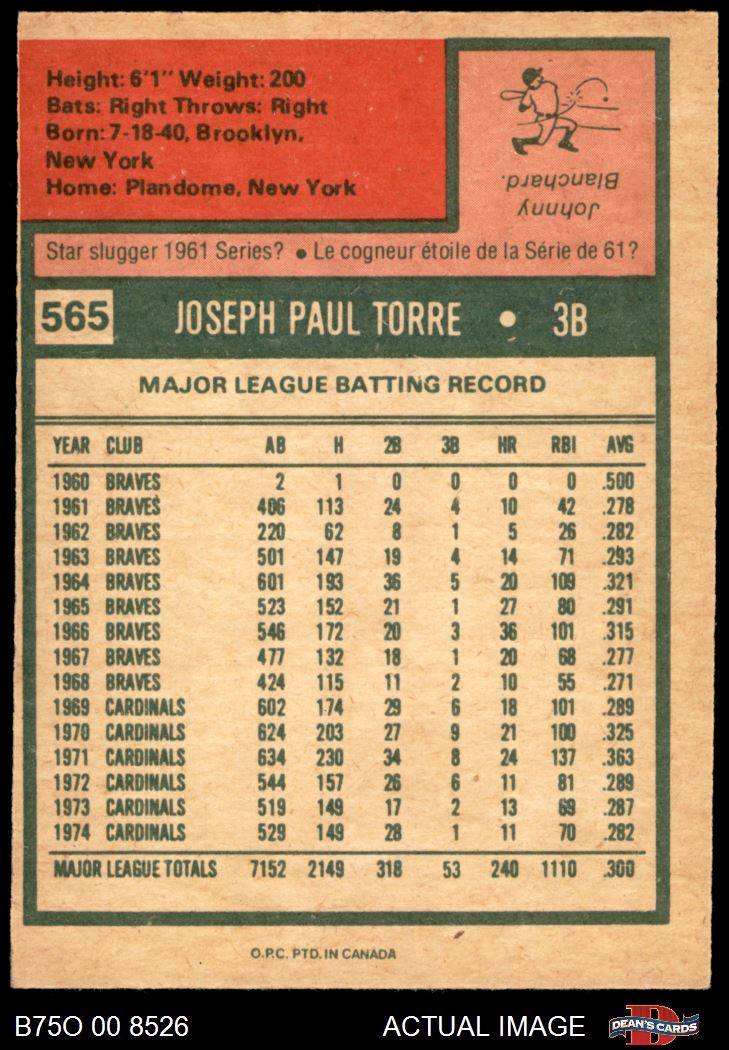 Height: 6'1" Weight: 200
Bats: Right Throws: Right
Born: 7-18-40, Brooklyn,
New York
Home: Plandome, New York
Johnny
Blanchard.
Star slugger 1961 Series? • Le cogneur étoile de la Série de 61?
565 JOSEPH PAUL TORRE • 3B
MAJOR LEAGUE BATTING RECORD
YEAR CLUB AB H 2B 3B HR RBI AVG
1960 BRAVES 2 1 0 0 0 0 .500
1961 BRAVES 406 113 24 4 10 42 .278
1962 BRAVES 220 62 8 1 5 26 .282
1963 BRAVES 501 147 19 4 14 71 .293
1964 BRAVES 601 193 36 5 20 109 .321
1965 BRAVES 523 152 21 1 27 80 .291
1966 BRAVES 546 172 20 3 36 101 .315
1967 BRAVES 477 132 18 1 20 68 .277
1968 BRAVES 424 115 11 2 10 55 .271
1969 CARDINALS 602 174 29 6 18 101 .289
1970 CARDINALS 624 203 27 9 21 100 .325
1971 CARDINALS 634 230 34 8 24 137 .363
1972 CARDINALS 544 157 26 6 11 81 .289
1973 CARDINALS 519 149 17 2 13 69 .287
1974 CARDINALS 529 149 28 1 11 70 .282
MAJOR LEAGUE TOTALS 7152 2149 318 53 240 1110 .300
O.P.C. PTD. IN CANADA
B75O 00 8526 ACTUAL IMAGE DEAN'S CARDS